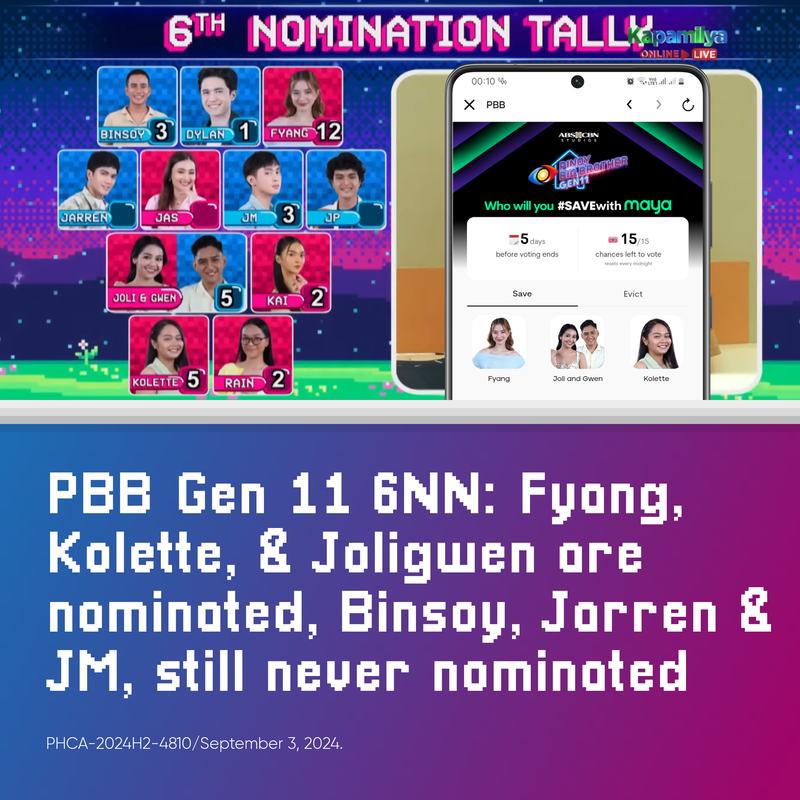 6TH NOMINATION TALLY
Kapamilya
ONLINE LIVE
BINSOY 3
DYLAN 1
FYANG 12
JARREN
JAS
JM 3
JP
JOLI & GWEN 5
KAI 2
KOLETTE 5
RAIN 2
00:10
PBB
ABS-CBN
STUDIOS
PINOY
BIG BROTHER
GEN11
Who will you #SAVEwith maya
5 days
before voting ends
15/15
chances left to vote
resets every midnight
Save
Evict
Fyang
Joli and Gwen
Kolette
PBB Gen 11 6NN: Fyang,
Kolette, & Joligwen are
nominated, Binsoy, Jarren &
JM, still never nominated
PHCA-2024H2-4810/September 3, 2024.